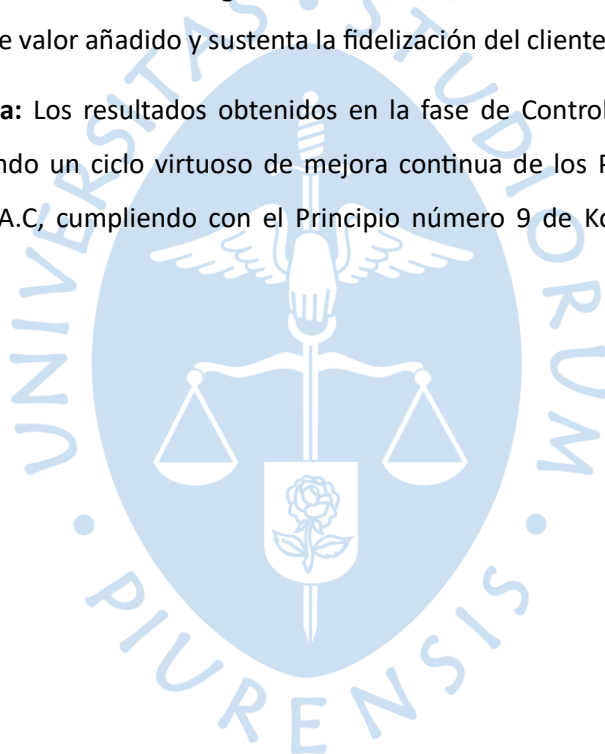 e valor añadido y sustenta la fidelización del cliente
a: Los resultados obtenidos en la fase de Control
ndo un ciclo virtuoso de mejora continua de los P
A.C, cumpliendo con el Principio número 9 de Ko
UNIVERSITAS • STUDIORUM • PIURENSIS •